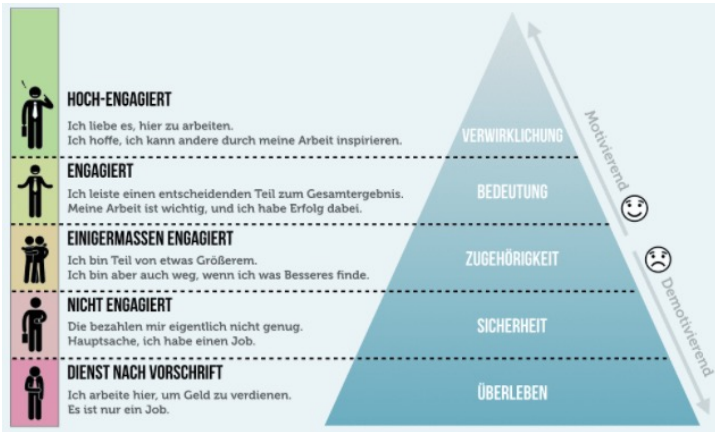 HOCH-ENGAGIERT
Ich liebe es, hier zu arbeiten.
Ich hoffe, ich kann andere durch meine Arbeit inspirieren.
VERWIRKLICHUNG
ENGAGIERT
Ich leiste einen entscheidenden Teil zum Gesamtergebnis.
Meine Arbeit ist wichtig, und ich habe Erfolg dabei.
BEDEUTUNG
EINIGERMASSEN ENGAGIERT
Ich bin Teil von etwas Größerem.
Ich bin aber auch weg, wenn ich was Besseres finde.
ZUGEHÖRIGKEIT
NICHT ENGAGIERT
Die bezahlen mir eigentlich nicht genug.
Hauptsache, ich habe einen Job.
SICHERHEIT
DIENST NACH VORSCHRIFT
Ich arbeite hier, um Geld zu verdienen.
Es ist nur ein Job.
ÜBERLEBEN
Motivierend
Demotivierend